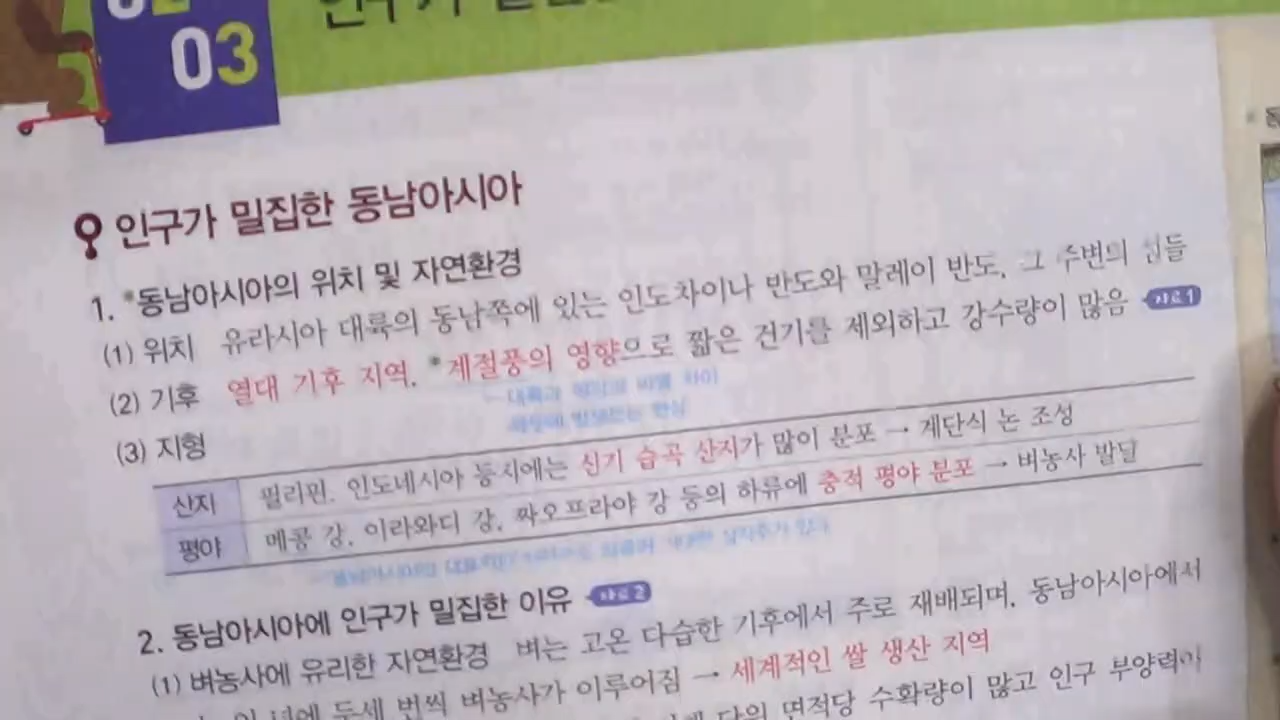 03
인구가
인구가 밀집한 동남아시아
1. *동남아시아의 위치 및 자연환경
(1) 위치 유라시아 대륙의 동남쪽에 있는 인도차이나 반도와 말레이 반도, 그 주변의 섬들
(2) 기후 열대 기후 지역, *계절풍의 영향으로 짧은 건기를 제외하고 강수량이 많음 자료1
(3) 지형
산지 필리핀, 인도네시아 등지에는 신기 습곡 산지가 많이 분포 → 계단식 논 조성
평야 메콩 강, 이라와디 강, 짜오프라야 강 등의 하류에 충적 평야 분포 → 벼농사 발달
2. 동남아시아에 인구가 밀집한 이유 자료2
(1) 벼농사에 유리한 자연환경 벼는 고온 다습한 기후에서 주로 재배되며, 동남아시아에서
두세 번씩 벼농사가 이루어짐 → 세계적인 쌀 생산 지역
단위 면적당 수확량이 많고 인구 부양력이